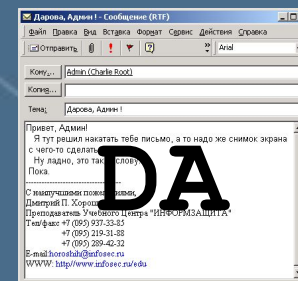 Дарова, Админ ! - Сообщение (RTF)
Файл Правка Вид Вставка Формат Сервис Действия Справка
Отправить Arial
Кому... Admin (Charlie Root)
Копия...
Тема: Дарова, Админ !
Привет, Админ!
Я тут решил накатать тебе письмо, а то надо же снимок экрана
с чего-то сделать
Ну ладно, это так слову
Пока.
С наилучшими
Дмитрий П.
Преподаватель Учебного Центра "ИНФОРМЗАЩИТА"
Тел/факс +7 (095) 937-33-85
+7 (095) 219-31-88
+7 (095) 289-42-32
E-mail:horoshih@infosec.ru
WWW: http//www.infosec.ru/edu
DA